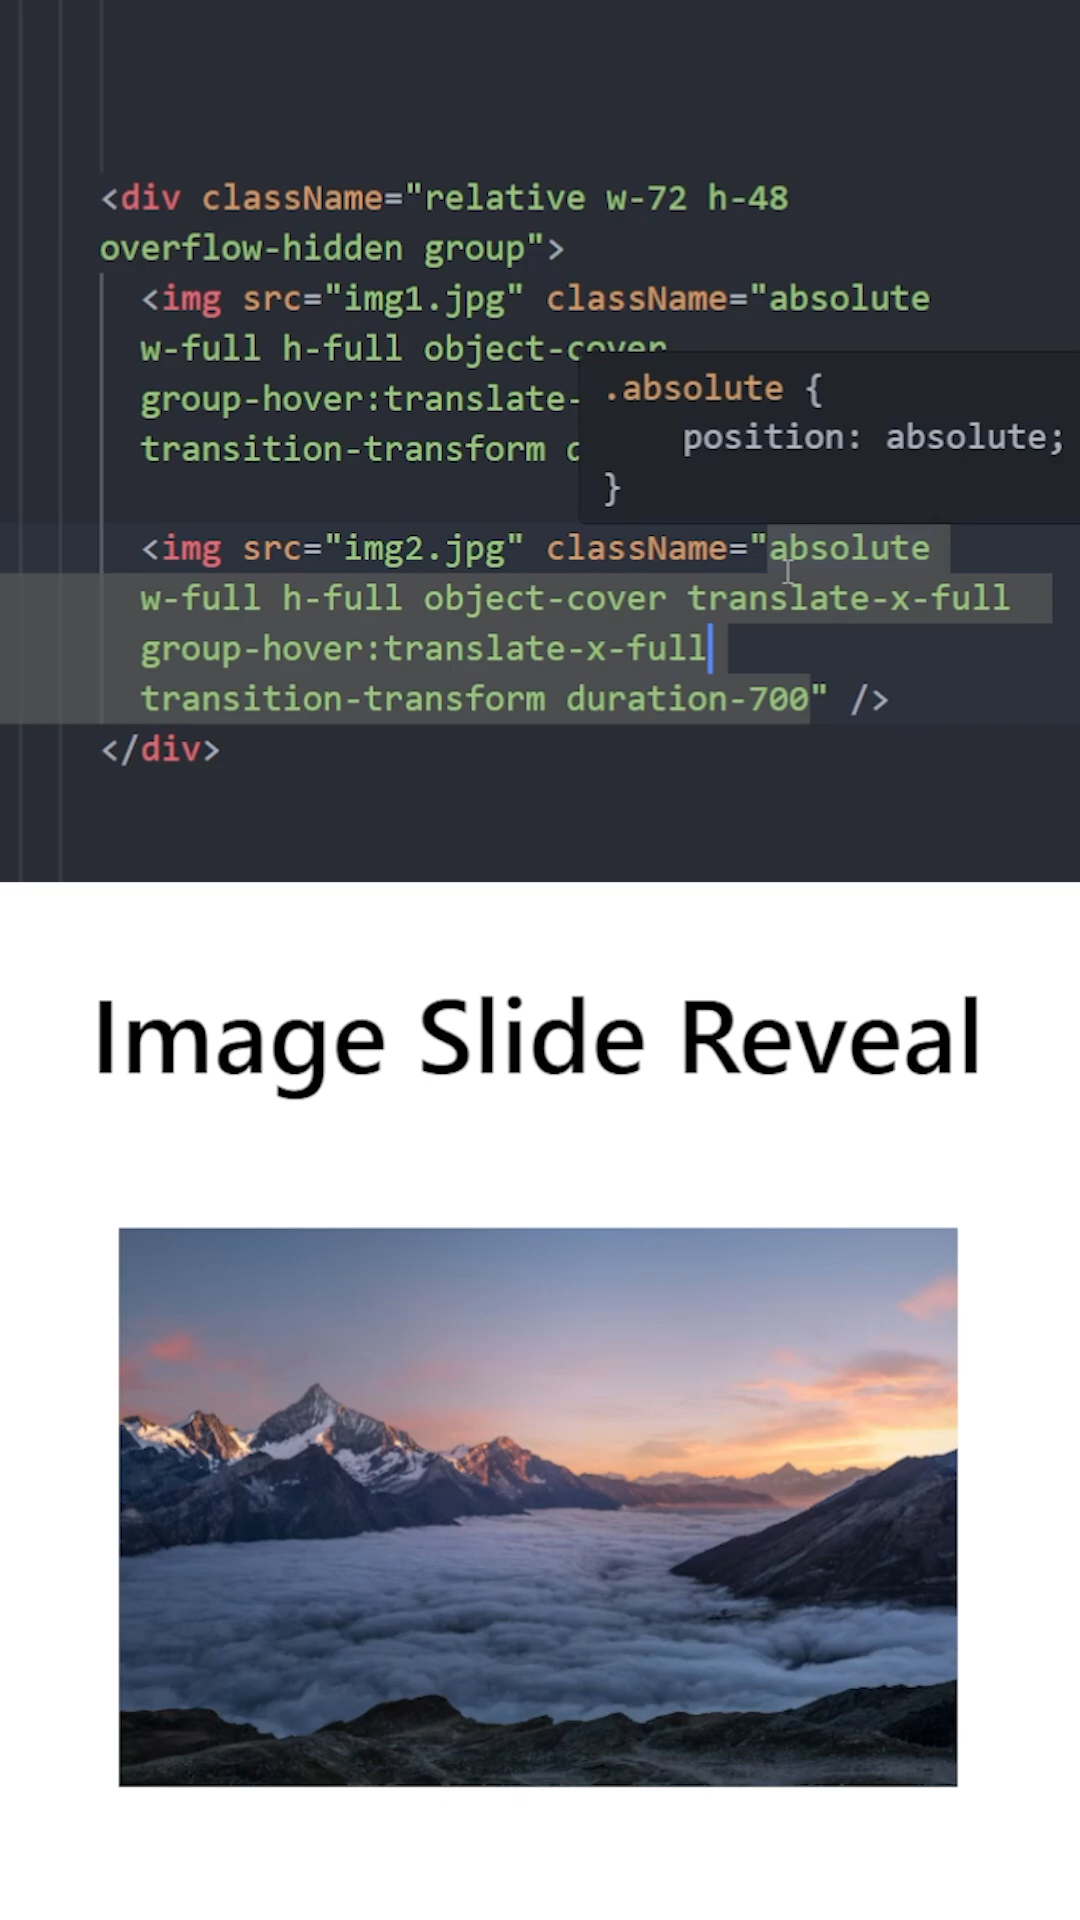 <div className="relative w-72 h-48
overflow-hidden group">
<img src="img1.jpg" className="absolute
w-full h-full object-cover
group-hover:translate-
transition-transform
.absolute {
position: absolute;
}
<img src="img2.jpg" className="absolute
w-full h-full object-cover translate-x-full
group-hover:translate-x-full
transition-transform duration-700" />
</div>
Image Slide Reveal